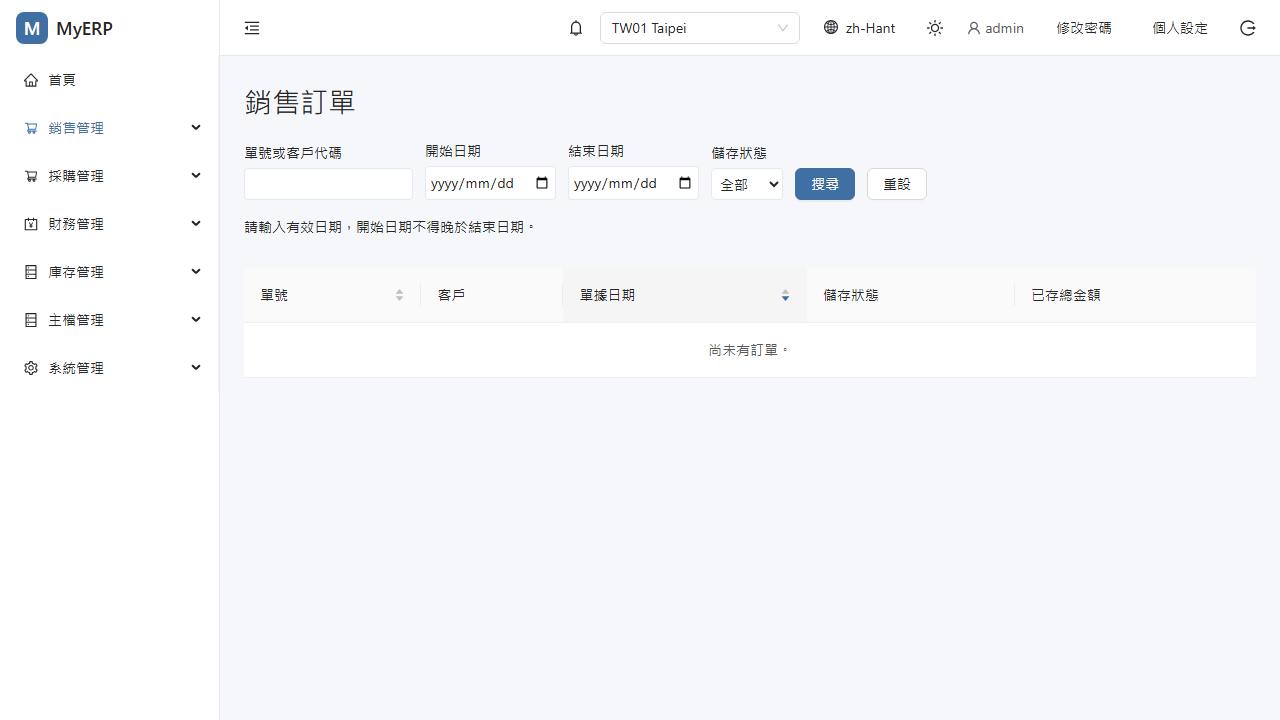 M MyERP
TW01 Taipei
zh-Hant
admin
修改密碼
個人設定
首頁
銷售管理
採購管理
財務管理
庫存管理
主檔管理
系統管理
銷售訂單
單號或客戶代碼
開始日期
結束日期
儲存狀態
yyyy/mm/dd
yyyy/mm/dd
全部
搜尋
重設
請輸入有效日期，開始日期不得晚於結束日期。
單號 客戶 單據日期 儲存狀態 已存總金額
尚未有訂單。